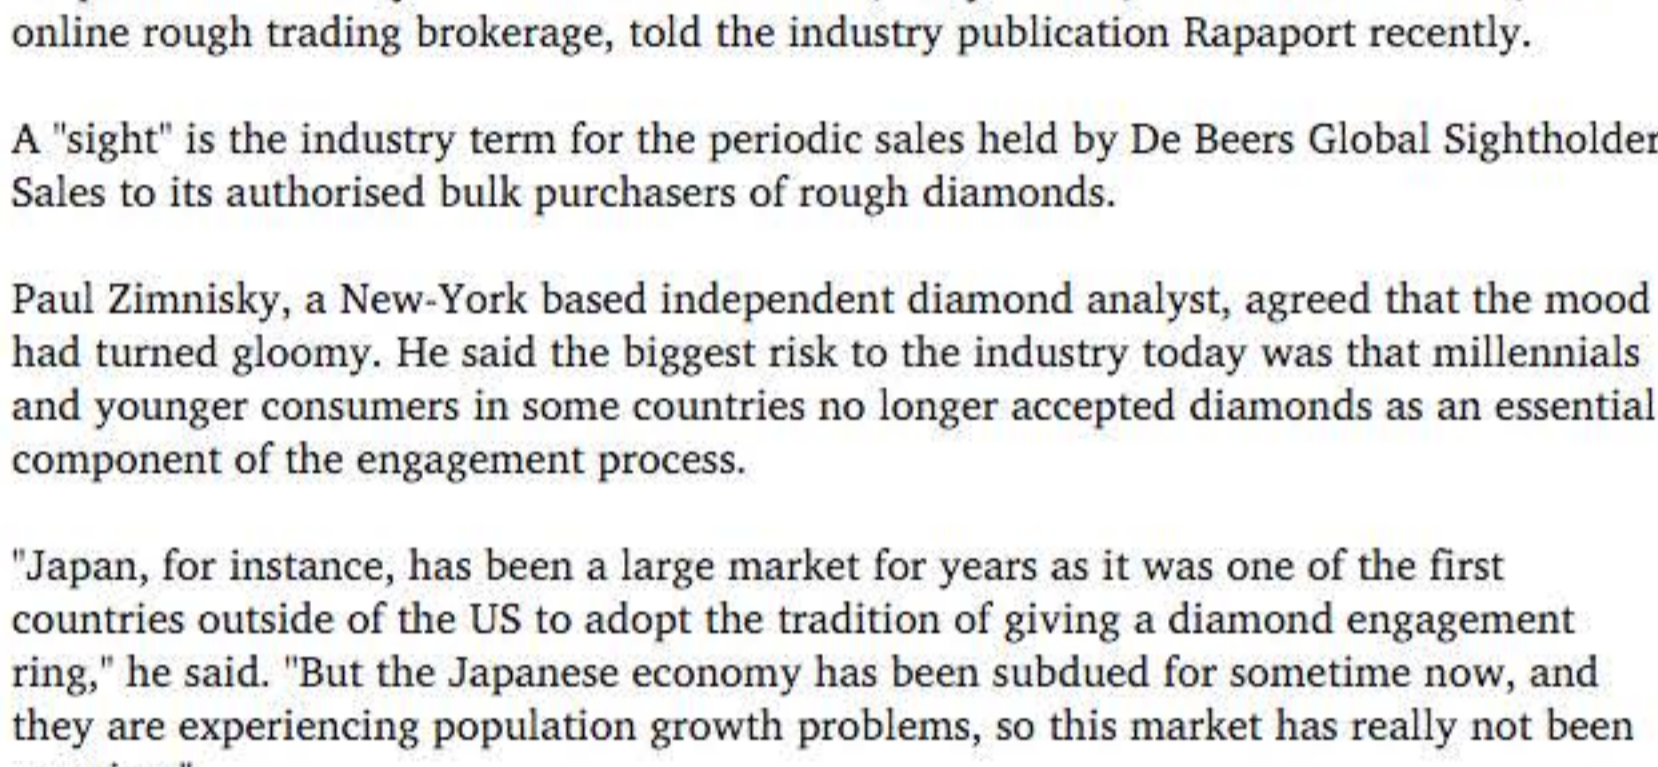 online rough trading brokerage, told the industry publication Rapaport recently.
A "sight" is the industry term for the periodic sales held by De Beers Global Sightholder
Sales to its authorised bulk purchasers of rough diamonds.
Paul Zimnisky, a New-York based independent diamond analyst, agreed that the mood
had turned gloomy. He said the biggest risk to the industry today was that millennials
and younger consumers in some countries no longer accepted diamonds as an essential
component of the engagement process.
"Japan, for instance, has been a large market for years as it was one of the first
countries outside of the US to adopt the tradition of giving a diamond engagement
ring," he said. "But the Japanese economy has been subdued for sometime now, and
they are experiencing population growth problems, so this market has really not been